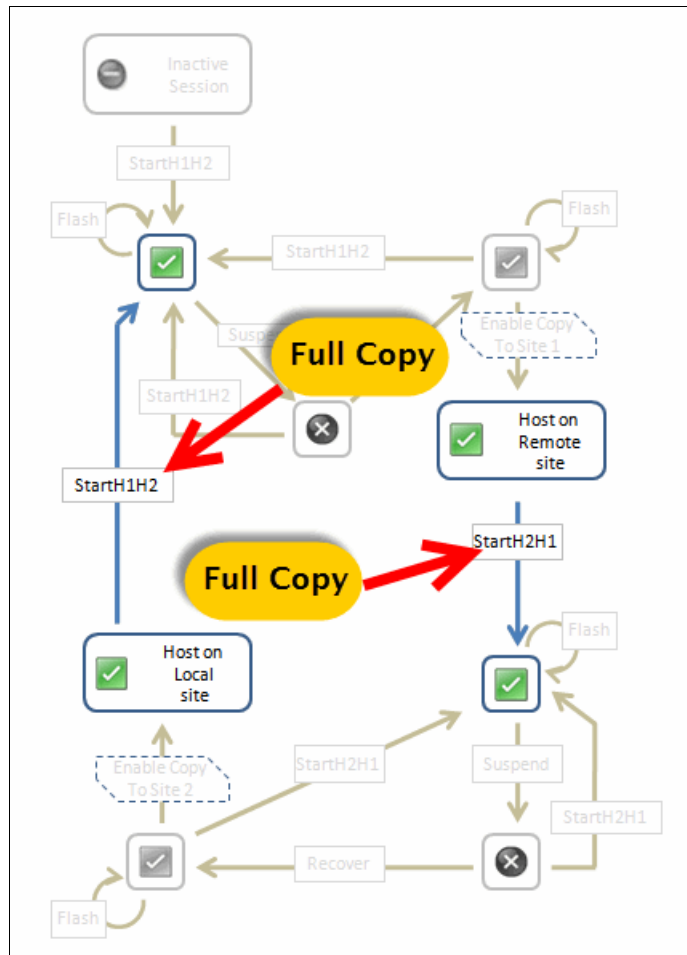 Inactive
Session
StartH1H2
Flash
Flash
StartH1H2
Enable Copy
To Site 1
Full Copy
StartH1H2
Host on
Remote
site
StartH1H2
StartH2H1
Full Copy
Flash
Host on
Local
site
StartH2H1
Suspend
Enable Copy
To Site 2
StartH2H1
Recover
Flash